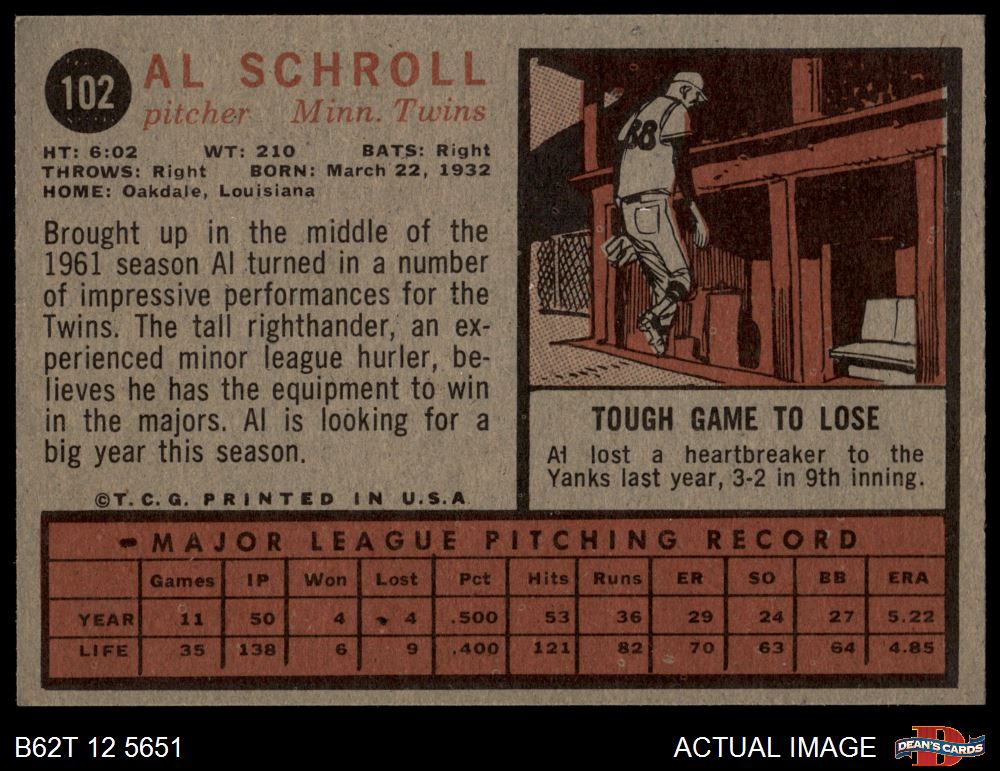 102
AL SCHROLL
pitcher Minn. Twins
HT: 6:02 WT: 210 BATS: Right
THROWS: Right BORN: March 22, 1932
HOME: Oakdale, Louisiana
Brought up in the middle of the
1961 season Al turned in a number
of impressive performances for the
Twins. The tall righthander, an ex-
perienced minor league hurler, be-
lieves he has the equipment to win
in the majors. Al is looking for a
big year this season.
©T.C.G. PRINTED IN U.S.A
88
TOUGH GAME TO LOSE
Al lost a heartbreaker to the
Yanks last year, 3-2 in 9th inning.
MAJOR LEAGUE PITCHING RECORD
Games IP Won Lost Pct Hits Runs ER SO BB ERA
YEAR 11 50 4 4 .500 53 36 29 24 27 5.22
LIFE 35 138 6 9 .400 121 82 70 63 64 4.85
B62T 12 5651
ACTUAL IMAGE
D
DEAN'S CARDS